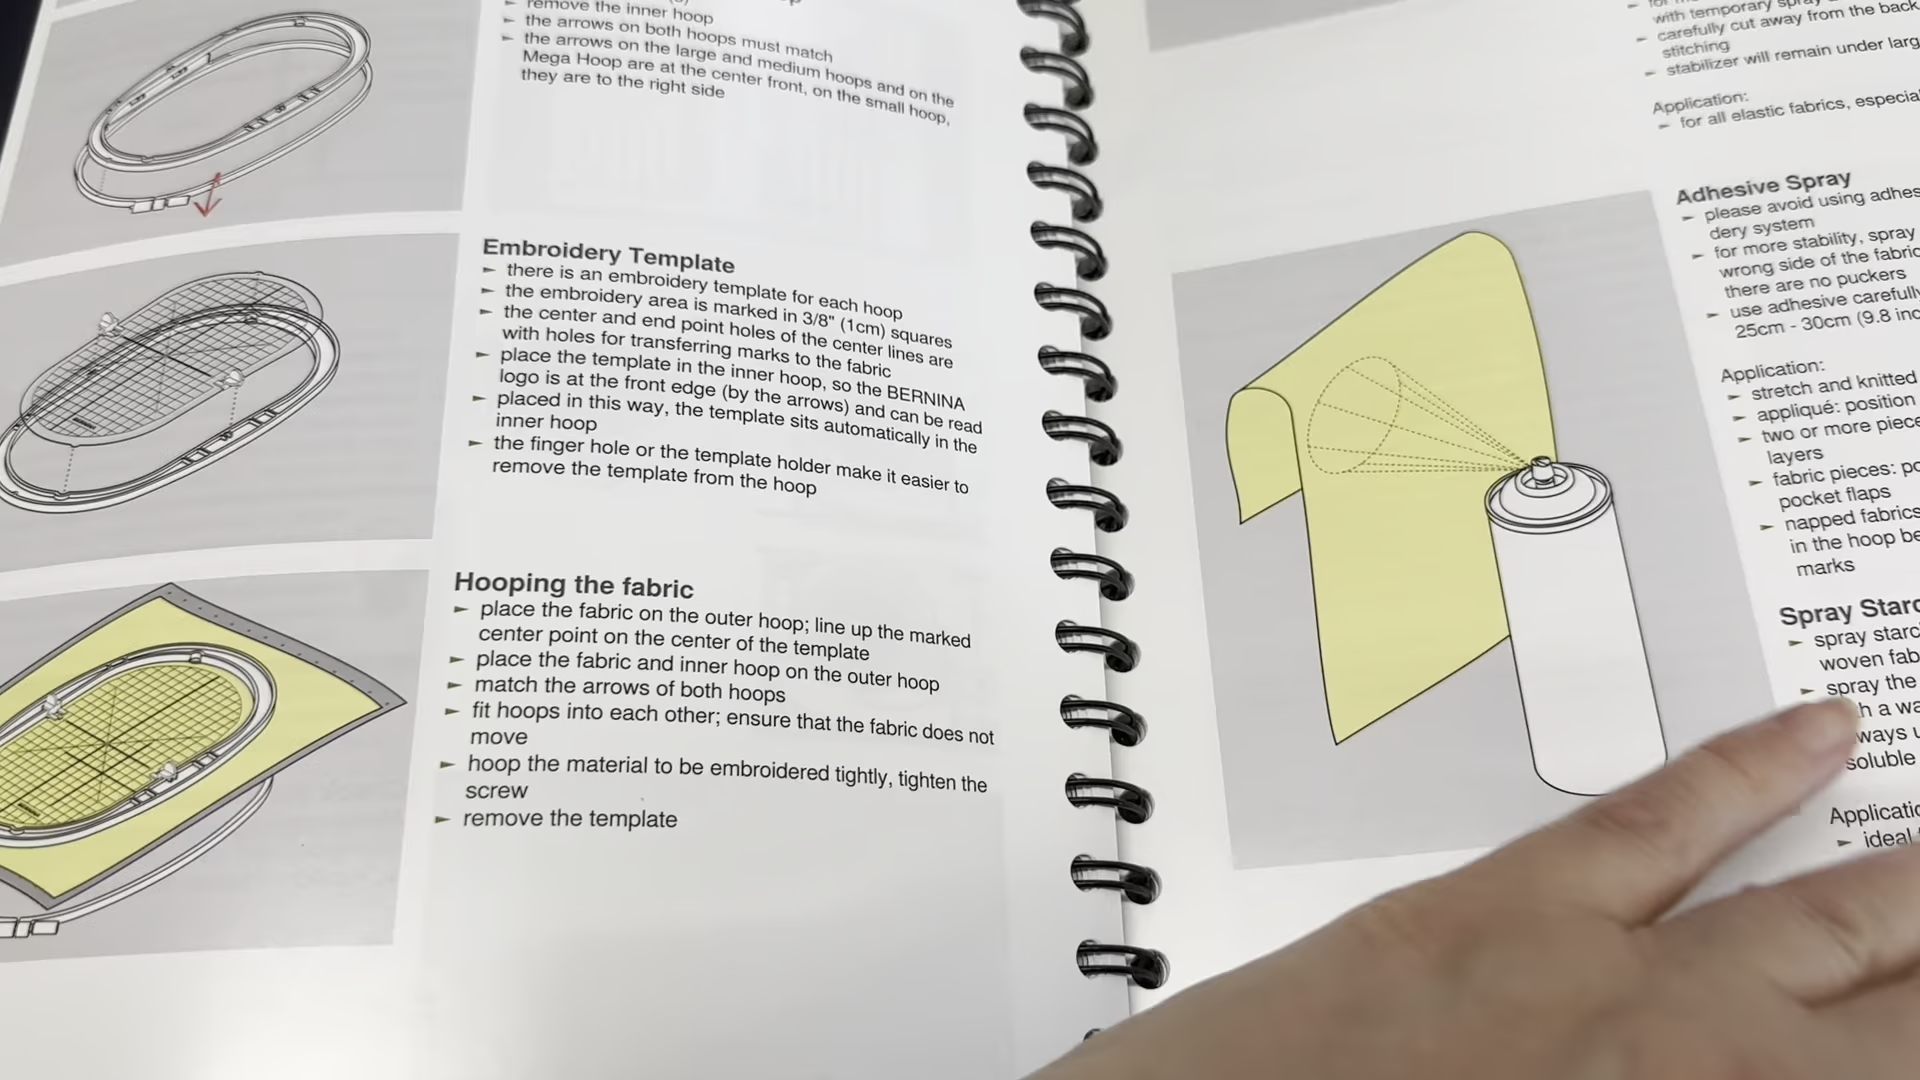 remove the inner hoop
the arrows on both hoops must match
the arrows on the large and medium hoops and on the
Mega Hoop are at the center front, on the small hoop,
they are to the right side
Embroidery Template
there is an embroidery template for each hoop
the embroidery area is marked in 3/8" (1cm) squares
the center and end point holes of the center lines are
with holes for transferring marks to the fabric
place the template in the inner hoop, so the BERNINA
logo is at the front edge (by the arrows) and can be read
placed in this way, the template sits automatically in the
inner hoop
the finger hole or the template holder make it easier to
remove the template from the hoop
Hooping the fabric
place the fabric on the outer hoop; line up the marked
center point on the center of the template
place the fabric and inner hoop on the outer hoop
match the arrows of both hoops
fit hoops into each other; ensure that the fabric does not
move
hoop the material to be embroidered tightly, tighten the
screw
remove the template
with temporary spray
carefully cut away from the back
stitching
stabilizer will remain under
Application:
for all elastic fabrics,
Adhesive Spray
please avoid using
dery system
for more stability, spray
wrong side of the fabric
there are no puckers
use adhesive carefully
25cm - 30cm (9.8
Application:
stretch and knitted
appliqué: position
two or more
layers
fabric pieces:
pocket flaps
napped fabrics
in the hoop
marks
Spray
spray
woven
spray the
a
soluble
ideal